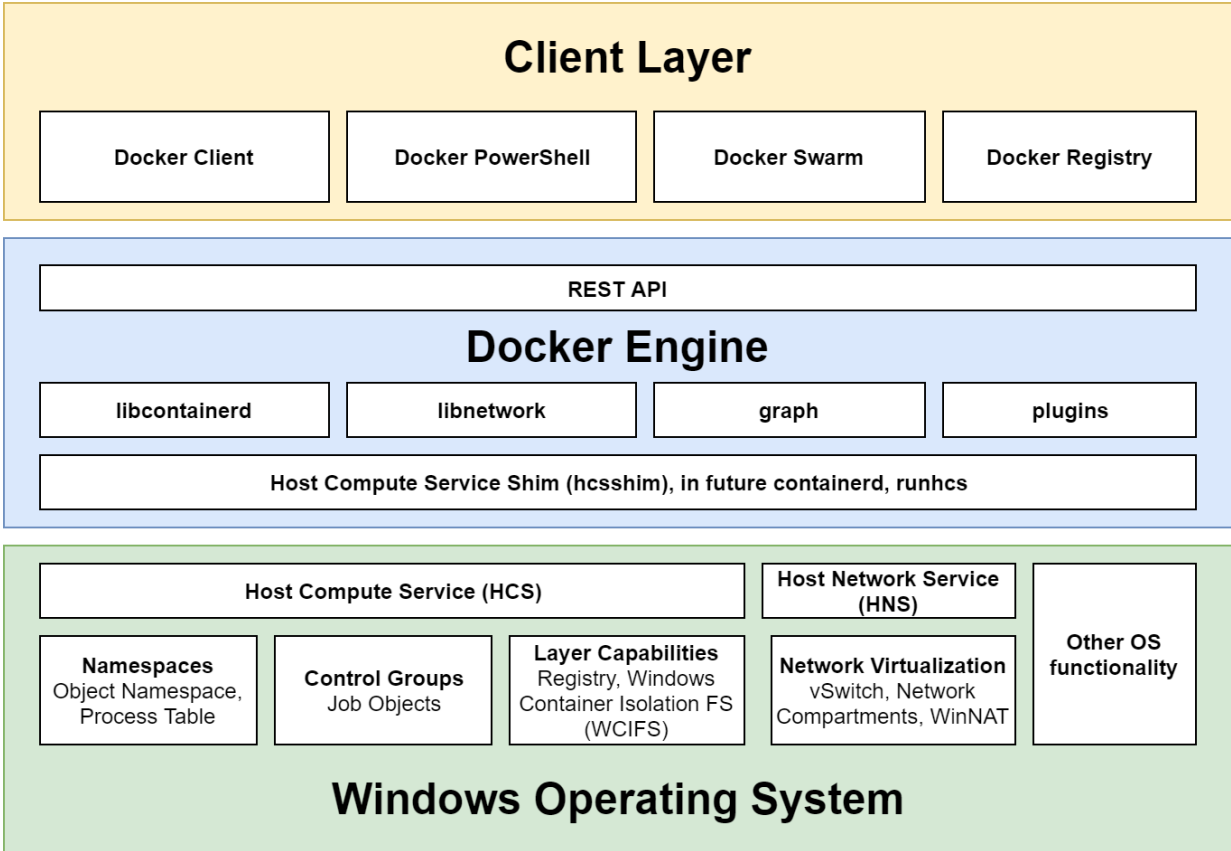 Client Layer
Docker Client
Docker PowerShell
Docker Swarm
Docker Registry
REST API
Docker Engine
libcontainerd
libnetwork
graph
plugins
Host Compute Service Shim (hcsshim), in future containerd, runhcs
Host Compute Service (HCS)
Host Network Service
(HNS)
Other OS
functionality
Namespaces
Object Namespace,
Process Table
Control Groups
Job Objects
Layer Capabilities
Registry, Windows
Container Isolation FS
(WCIFS)
Network Virtualization
vSwitch, Network
Compartments, WinNAT
Windows Operating System